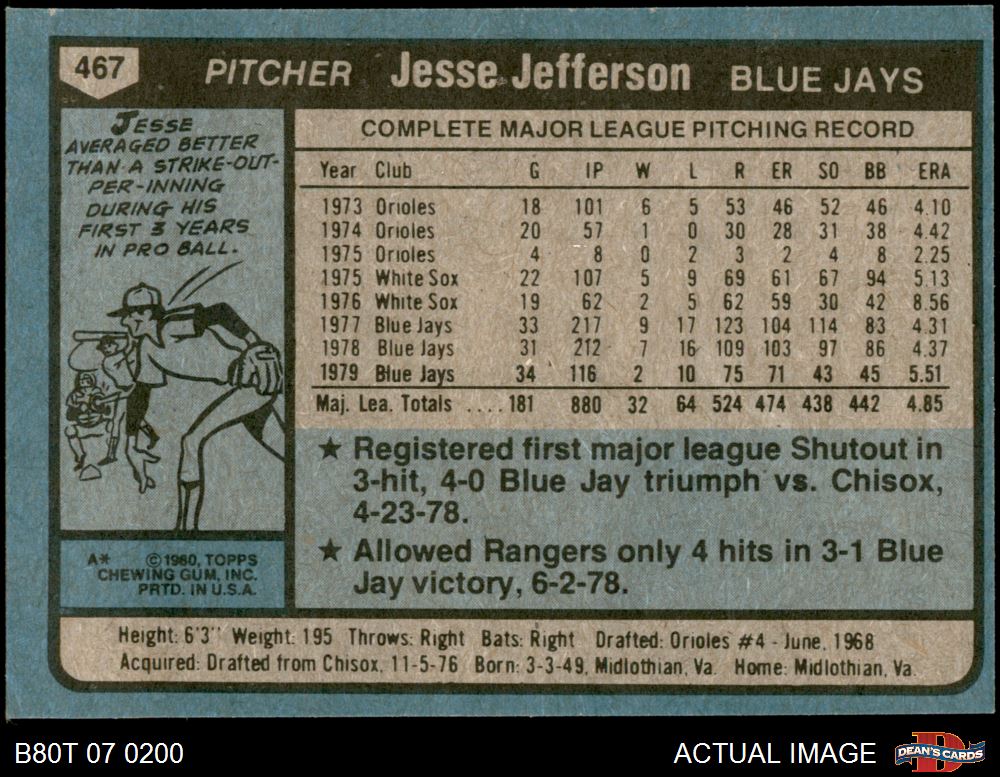 467 PITCHER Jesse Jefferson BLUE JAYS
JESSE
AVERAGED BETTER
THAN A STRIKE-OUT-
PER-INNING
DURING HIS
FIRST 3 YEARS
IN PRO BALL.
COMPLETE MAJOR LEAGUE PITCHING RECORD
Year Club G IP W L R ER SO BB ERA
1973 Orioles 18 101 6 5 53 46 52 46 4.10
1974 Orioles 20 57 1 0 30 28 31 38 4.42
1975 Orioles 4 8 0 2 3 2 4 8 2.25
1975 White Sox 22 107 5 9 69 61 67 94 5.13
1976 White Sox 19 62 2 5 62 59 30 42 8.56
1977 Blue Jays 33 217 9 17 123 104 114 83 4.31
1978 Blue Jays 31 212 7 16 109 103 97 86 4.37
1979 Blue Jays 34 116 2 10 75 71 43 45 5.51
Maj. Lea. Totals .... 181 880 32 64 524 474 438 442 4.85
★ Registered first major league Shutout in
3-hit, 4-0 Blue Jay triumph vs. Chisox,
4-23-78.
★ Allowed Rangers only 4 hits in 3-1 Blue
Jay victory, 6-2-78.
A* ©1980, TOPPS
CHEWING GUM, INC.
PRTD. IN U.S.A.
Height: 6'3" Weight: 195 Throws: Right Bats: Right Drafted: Orioles #4 - June, 1968
Acquired: Drafted from Chisox, 11-5-76 Born: 3-3-49, Midlothian, Va. Home: Midlothian, Va.
B80T 07 0200 ACTUAL IMAGE D DEAN'S CARDS